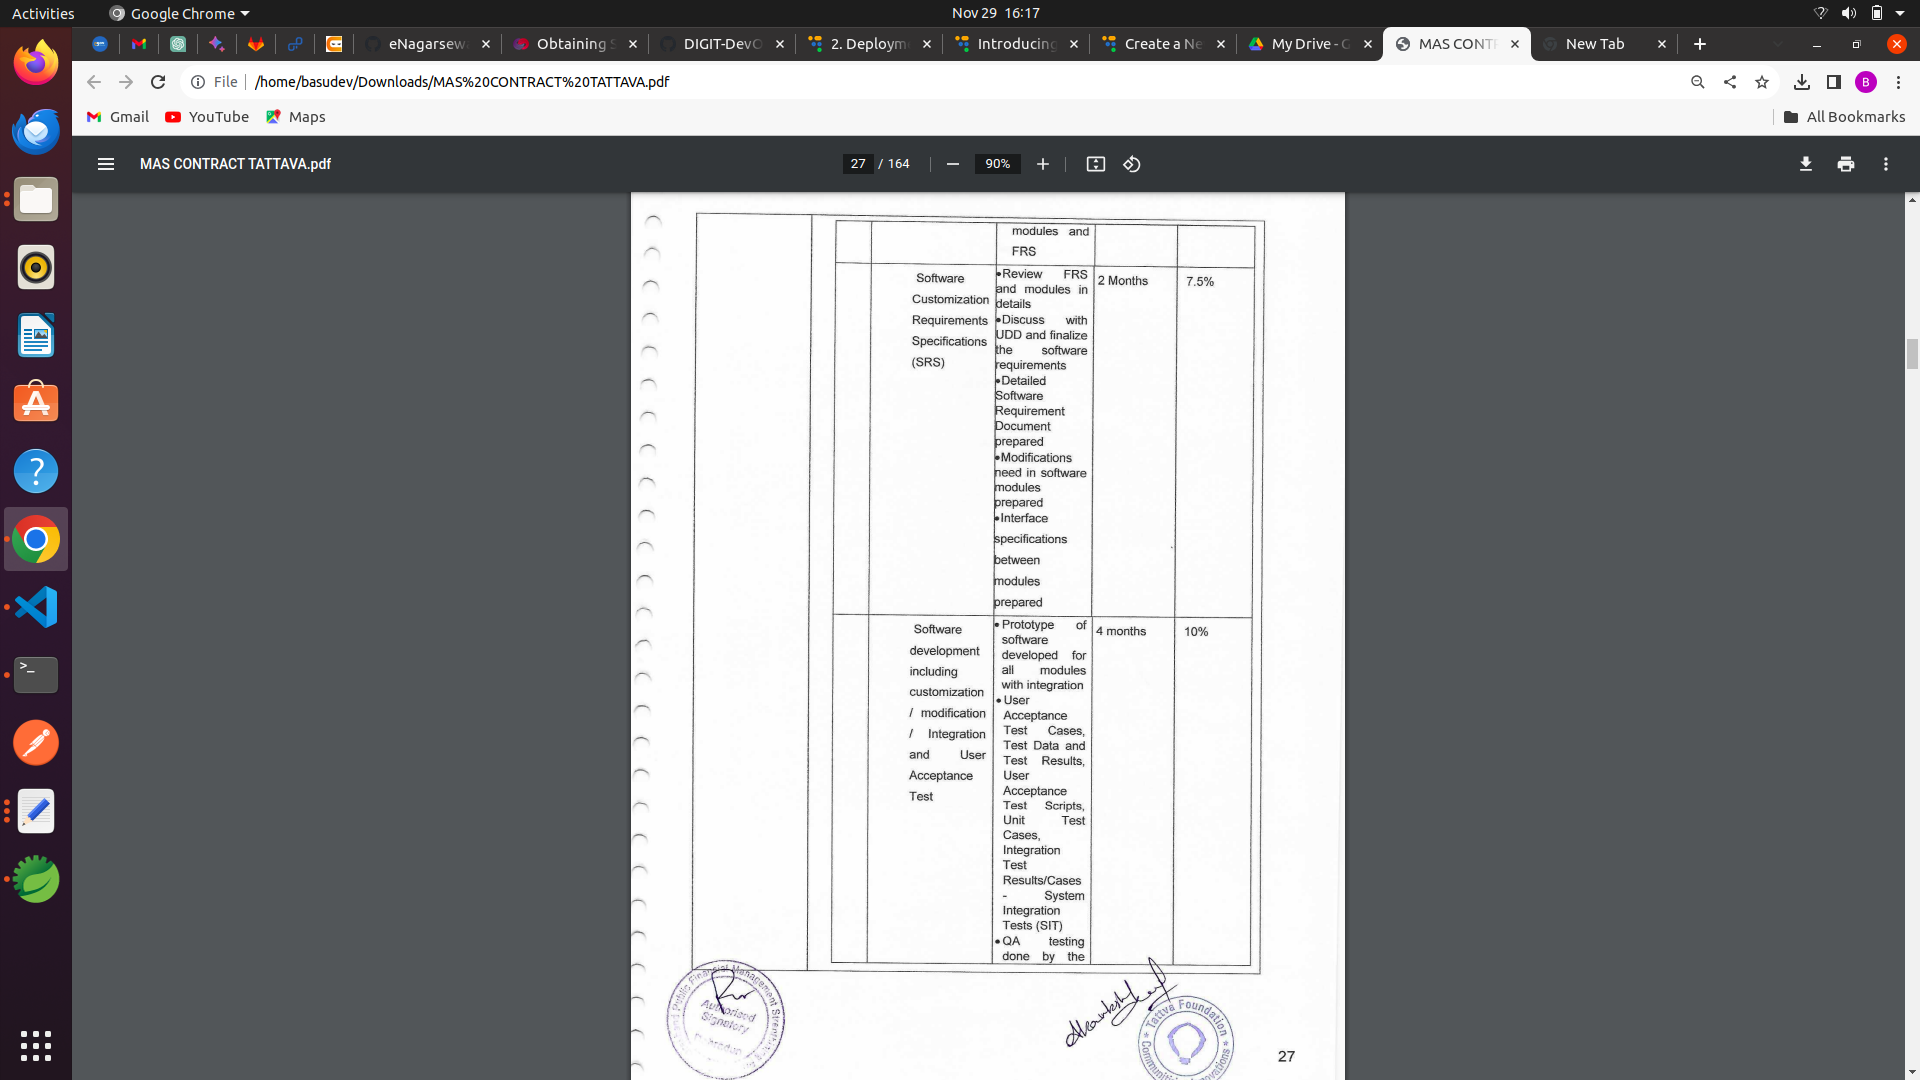 Activities
Google Chrome
Nov 29 16:17
eNagarsew
Obtaining S
DIGIT-DevO
2. Deploym
Introducing
Create a Ne
My Drive - G
MAS CONT
New Tab
File
/home/basudev/Downloads/MAS%20CONTRACT%20TATTAVA.pdf
B
Gmail
YouTube
Maps
All Bookmarks
MAS CONTRACT TATTAVA.pdf
27 / 164
90%
modules and
FRS
Software
Customization
Requirements
Specifications
(SRS)
•Review FRS
and modules in
details
•Discuss with
UDD and finalize
the software
requirements
•Detailed
Software
Requirement
Document
prepared
•Modifications
need in software
modules
prepared
•Interface
specifications
between
modules
prepared
2 Months
7.5%
Software
development
including
customization
/ modification
/ Integration
and User
Acceptance
Test
• Prototype of
software
developed for
all modules
with integration
• User
Acceptance
Test Cases,
Test Data and
Test Results,
User
Acceptance
Test Scripts,
Unit Test
Cases,
Integration
Test
Results/Cases
- System
Integration
Tests (SIT)
• QA testing
done by the
4 months
10%
Public Financial Management
Authorised
Signatory
Tattva Foundation
27